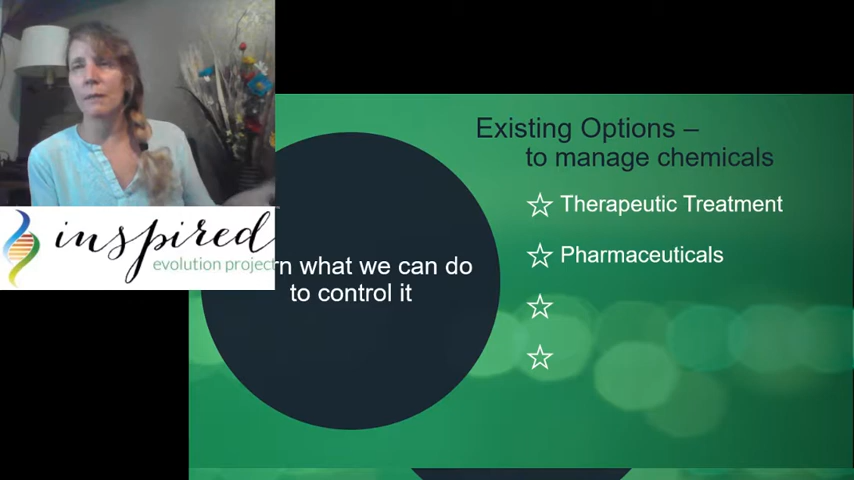 Existing Options –
to manage chemicals
Therapeutic Treatment
Pharmaceuticals
inspired
evolution project
n what we can do
to control it